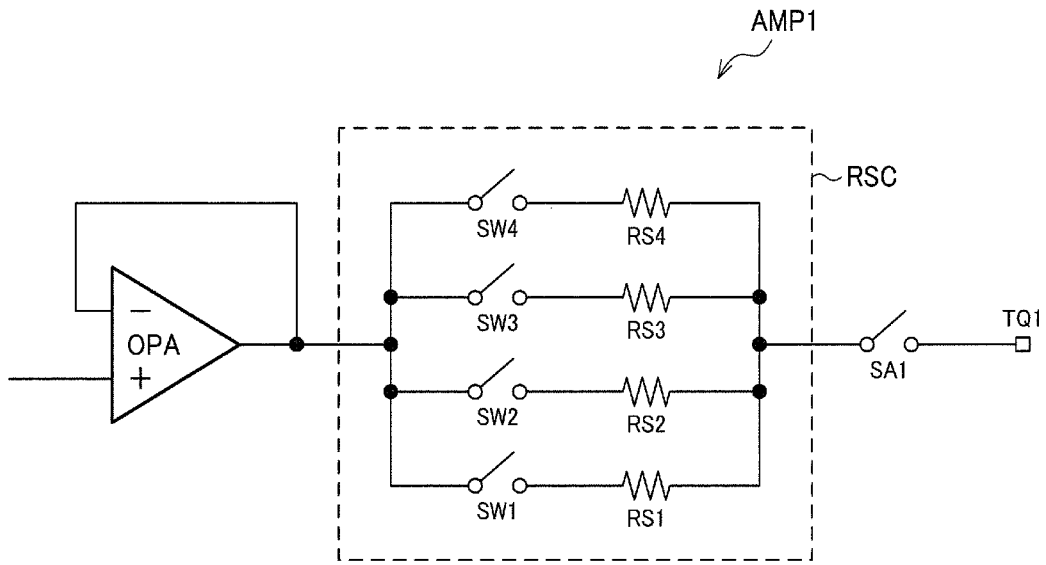 AMP1
RSC
SW4
RS4
SW3
RS3
TQ1
−
OPA
+
SA1
SW2
RS2
SW1
RS1